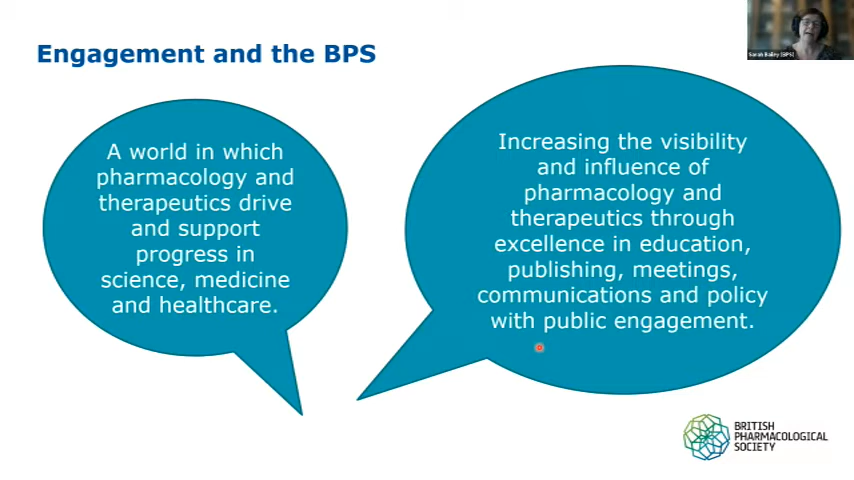 Engagement and the BPS
Sarah Bailey (BPS)
A world in which
pharmacology and
therapeutics drive
and support
progress in
science, medicine
and healthcare.
Increasing the visibility
and influence of
pharmacology and
therapeutics through
excellence in education,
publishing, meetings,
communications and policy
with public engagement.
BRITISH
PHARMACOLOGICAL
SOCIETY